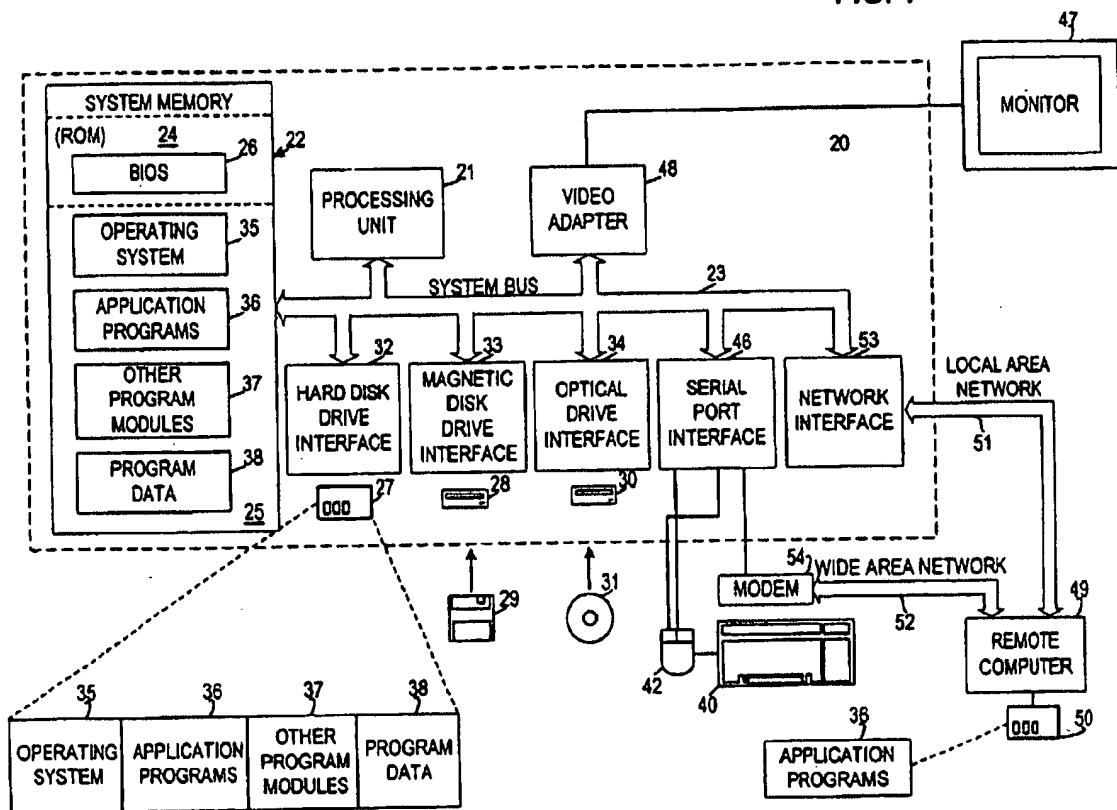 47
MONITOR
20
SYSTEM MEMORY
(ROM) 24
22
26
BIOS
OPERATING
SYSTEM
35
APPLICATION
PROGRAMS
36
OTHER
PROGRAM
MODULES
37
PROGRAM
DATA
38
25
21
PROCESSING
UNIT
48
VIDEO
ADAPTER
SYSTEM BUS
23
32
HARD DISK
DRIVE
INTERFACE
33
MAGNETIC
DISK
DRIVE
INTERFACE
34
OPTICAL
DRIVE
INTERFACE
46
SERIAL
PORT
INTERFACE
53
NETWORK
INTERFACE
LOCAL AREA
NETWORK
51
27
28
30
29
31
54
MODEM
WIDE AREA NETWORK
52
49
REMOTE
COMPUTER
42
40
50
36
APPLICATION
PROGRAMS
35
OPERATING
SYSTEM
36
APPLICATION
PROGRAMS
37
OTHER
PROGRAM
MODULES
38
PROGRAM
DATA